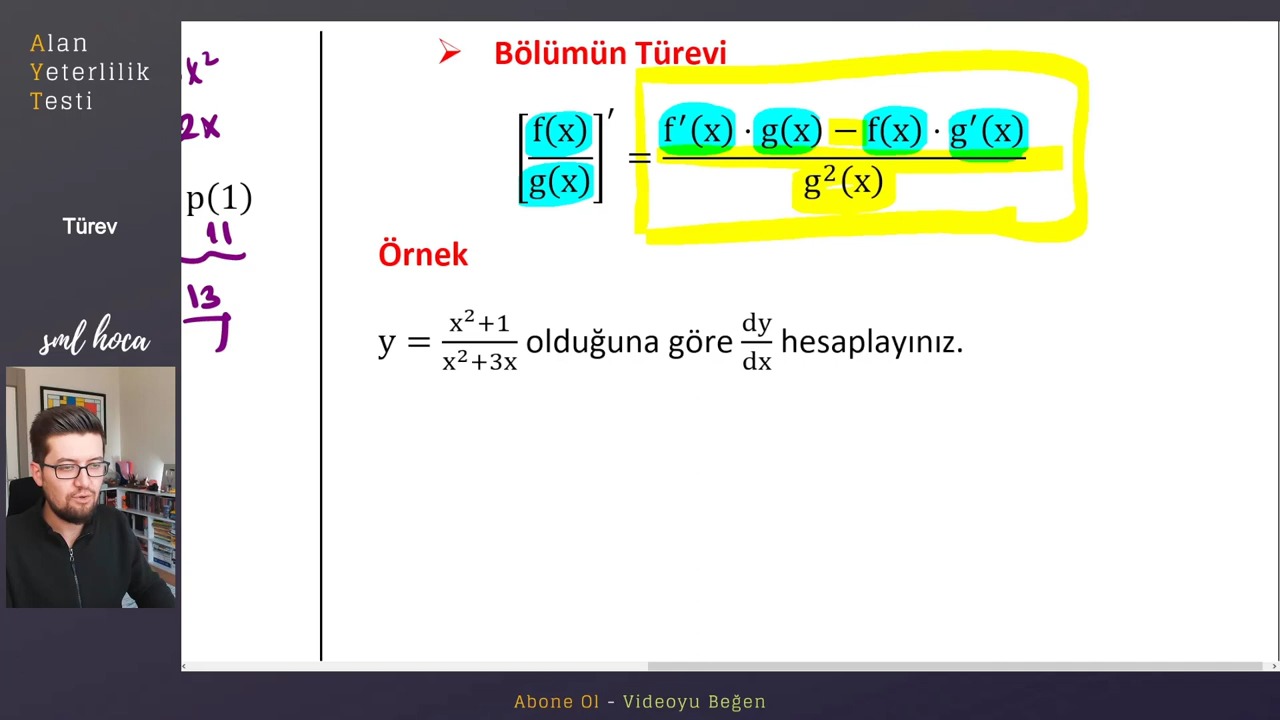 Alan
Yeterlilik
Testi
x²
2x
p(1)
11
13
Türev
sml hoca
➢ Bölümün Türevi
[f(x)/g(x)]′ = (f′(x) · g(x) − f(x) · g′(x))/g²(x)
Örnek
y = (x²+1)/(x²+3x) olduğuna göre dy/dx hesaplayınız.
Abone Ol - Videoyu Beğen